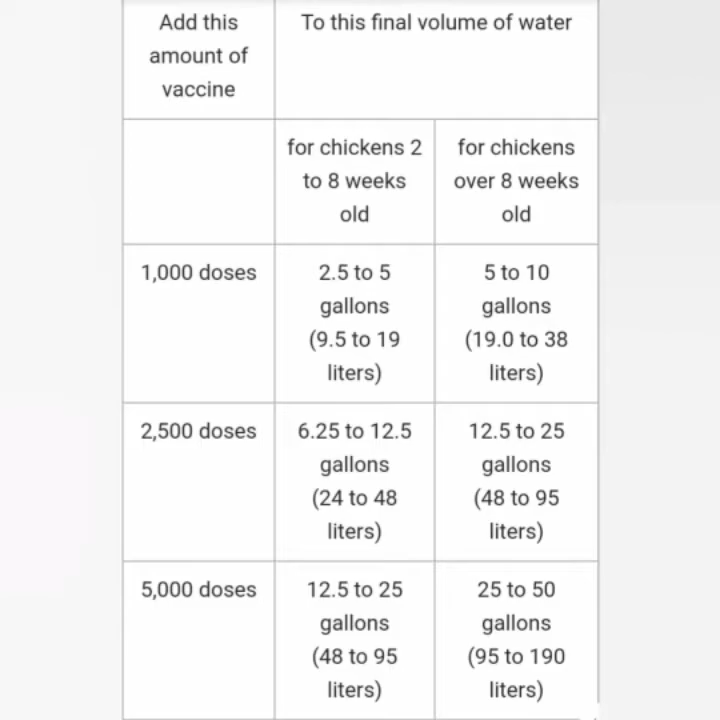 Add this
amount of
vaccine
To this final volume of water
for chickens 2
to 8 weeks
old
for chickens
over 8 weeks
old
1,000 doses
2.5 to 5
gallons
(9.5 to 19
liters)
5 to 10
gallons
(19.0 to 38
liters)
2,500 doses
6.25 to 12.5
gallons
(24 to 48
liters)
12.5 to 25
gallons
(48 to 95
liters)
5,000 doses
12.5 to 25
gallons
(48 to 95
liters)
25 to 50
gallons
(95 to 190
liters)